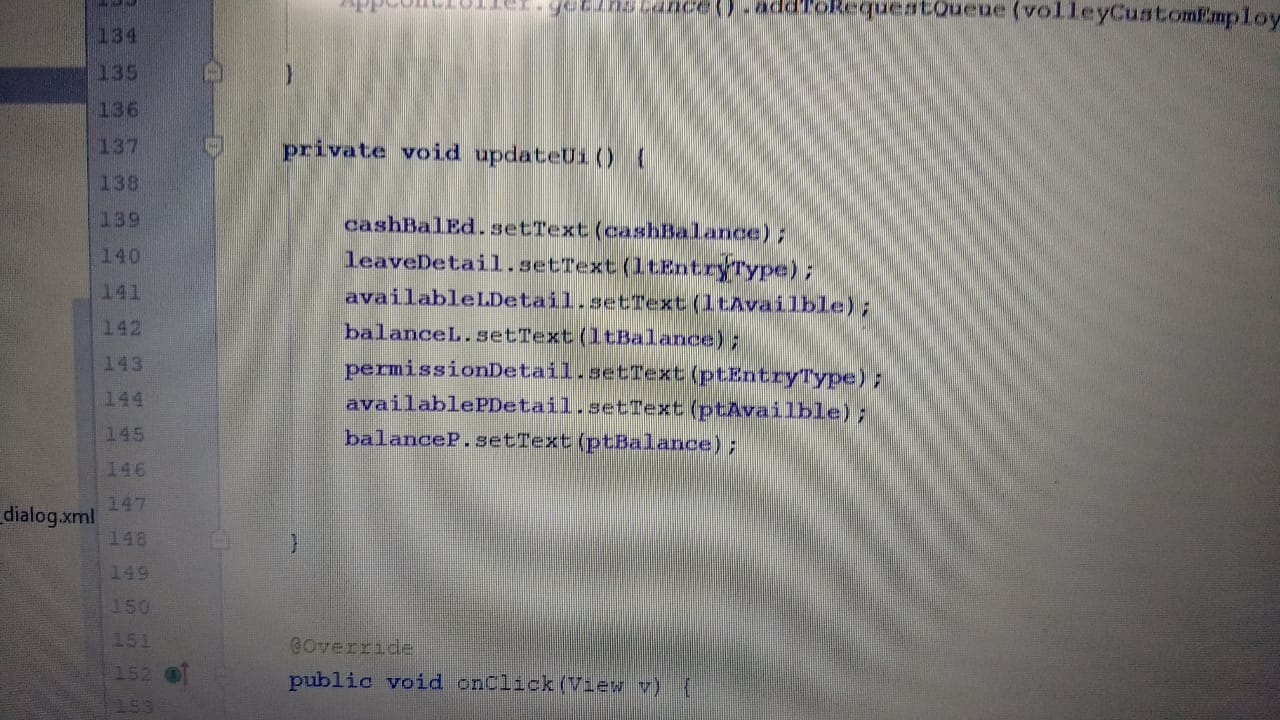 133
AppController.getInstance().addToRequestQueue(volleyCustomEmploy
134
135 }
136
137 private void updateUi() {
138
139 cashBalEd.setText(cashBalance);
140 leaveDetail.setText(ltEntryType);
141 availableLDetail.setText(ltAvailble);
142 balanceL.setText(ltBalance);
143 permissionDetail.setText(ptEntryType);
144 availablePDetail.setText(ptAvailble);
145 balanceP.setText(ptBalance);
146
147
_dialog.xml
148 }
149
150
151 @Override
152 public void onClick(View v) {
153